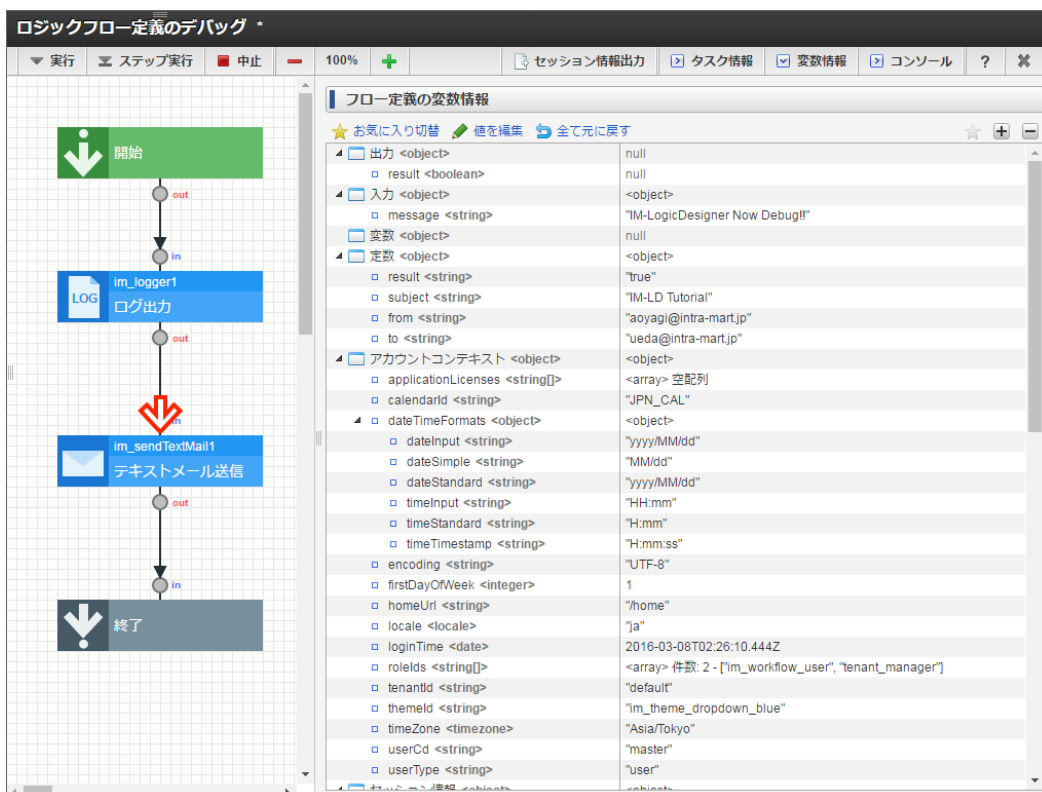 ロジックフロー定義のデバッグ *
実行 ステップ実行 中止 100% セッション情報出力 タスク情報 変数情報 コンソール ?
開始
out
in
im_logger1
LOG
ログ出力
out
in
im_sendTextMail1
テキストメール送信
out
in
終了
フロー定義の変数情報
お気に入り切替 値を編集 全て元に戻す
出力 <object> null
result <boolean> null
入力 <object> <object>
message <string> "IM-LogicDesigner Now Debug!!"
変数 <object> null
定数 <object> <object>
result <string> "true"
subject <string> "IM-LD Tutorial"
from <string> "aoyagi@intra-mart.jp"
to <string> "ueda@intra-mart.jp"
アカウントコンテキスト <object> <object>
applicationLicenses <string[]> <array> 空配列
calendarId <string> "JPN_CAL"
dateTimeFormats <object> <object>
dateInput <string> "yyyy/MM/dd"
dateSimple <string> "MM/dd"
dateStandard <string> "yyyy/MM/dd"
timeInput <string> "HH:mm"
timeStandard <string> "H:mm"
timeTimestamp <string> "H:mm:ss"
encoding <string> "UTF-8"
firstDayOfWeek <integer> 1
homeUrl <string> "/home"
locale <locale> "ja"
loginTime <date> 2016-03-08T02:26:10.444Z
roleIds <string[]> <array> 件数: 2 - ["im_workflow_user", "tenant_manager"]
tenantId <string> "default"
themeId <string> "im_theme_dropdown_blue"
timeZone <timezone> "Asia/Tokyo"
userCd <string> "master"
userType <string> "user"
セッション情報 <object> <object>